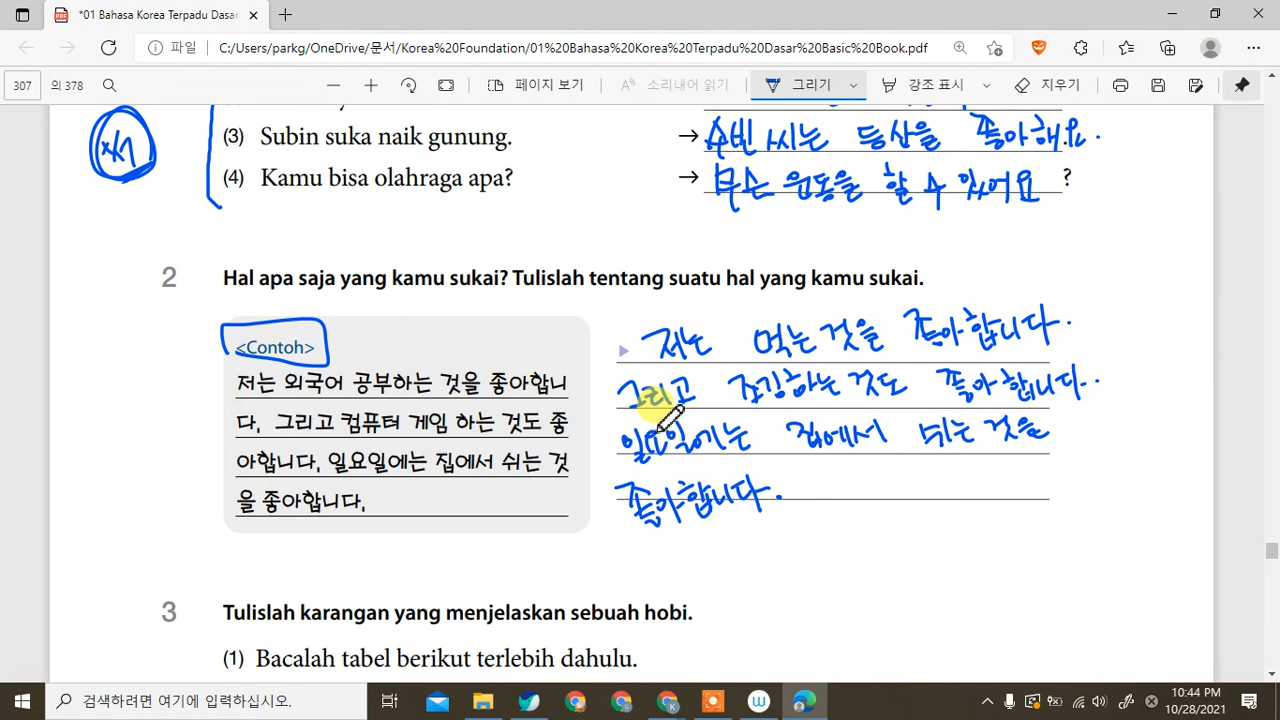 *01 Bahasa Korea Terpadu Dasar
파일 C:/Users/parkg/OneDrive/문서/Korea%20Foundation/01%20Bahasa%20Korea%20Terpadu%20Dasar%20Basic%20Book.pdf
307 의 378 페이지 보기 소리내어 읽기 그리기 강조 표시 지우기
(3) Subin suka naik gunung. → 수빈 씨는 등산을 좋아해요.
(4) Kamu bisa olahraga apa? → 무슨 운동을 할 수 있어요 ?
2 Hal apa saja yang kamu sukai? Tulislah tentang suatu hal yang kamu sukai.
<Contoh>
저는 외국어 공부하는 것을 좋아합니
다. 그리고 컴퓨터 게임 하는 것도 좋
아합니다. 일요일에는 집에서 쉬는 것
을 좋아합니다.
저는 먹는 것을 좋아합니다.
그리고 조깅하는 것도 좋아합니다.
일요일에는 집에서 쉬는 것을
좋아합니다.
3 Tulislah karangan yang menjelaskan sebuah hobi.
(1) Bacalah tabel berikut terlebih dahulu.
검색하려면 여기에 입력하십시오.
10:44 PM
10/28/2021